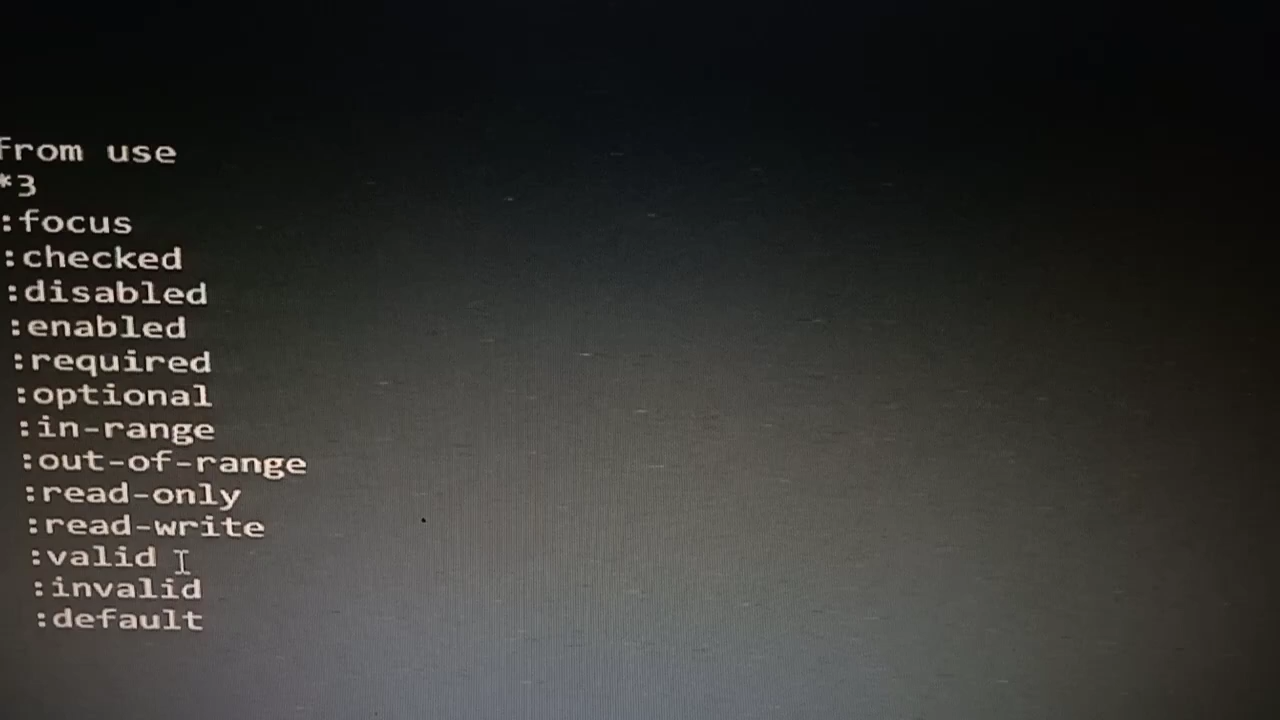 from use
*3
:focus
:checked
:disabled
:enabled
:required
:optional
:in-range
:out-of-range
:read-only
:read-write
:valid
:invalid
:default